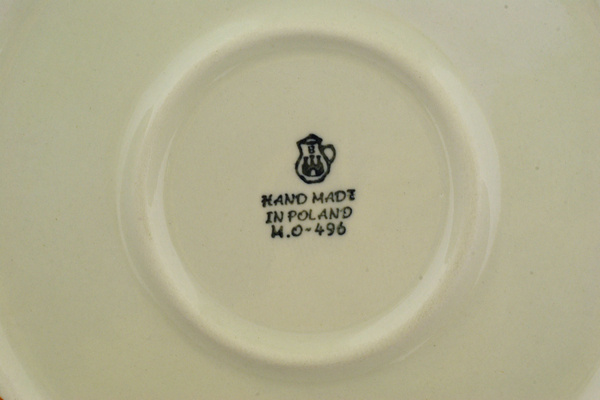 B
HAND MADE
IN POLAND
U.O-496